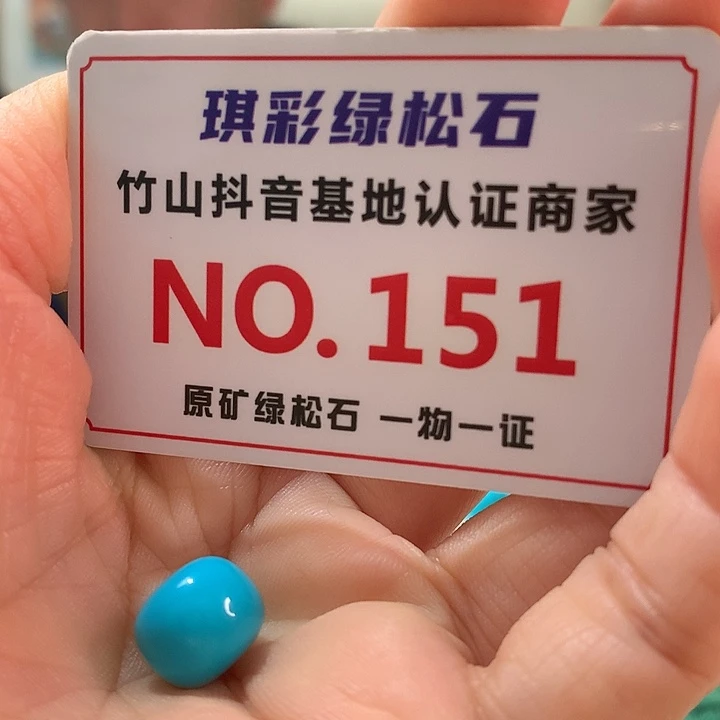 琪彩绿松石
竹山抖音基地认证商家
NO.151
原矿绿松石 一物一证